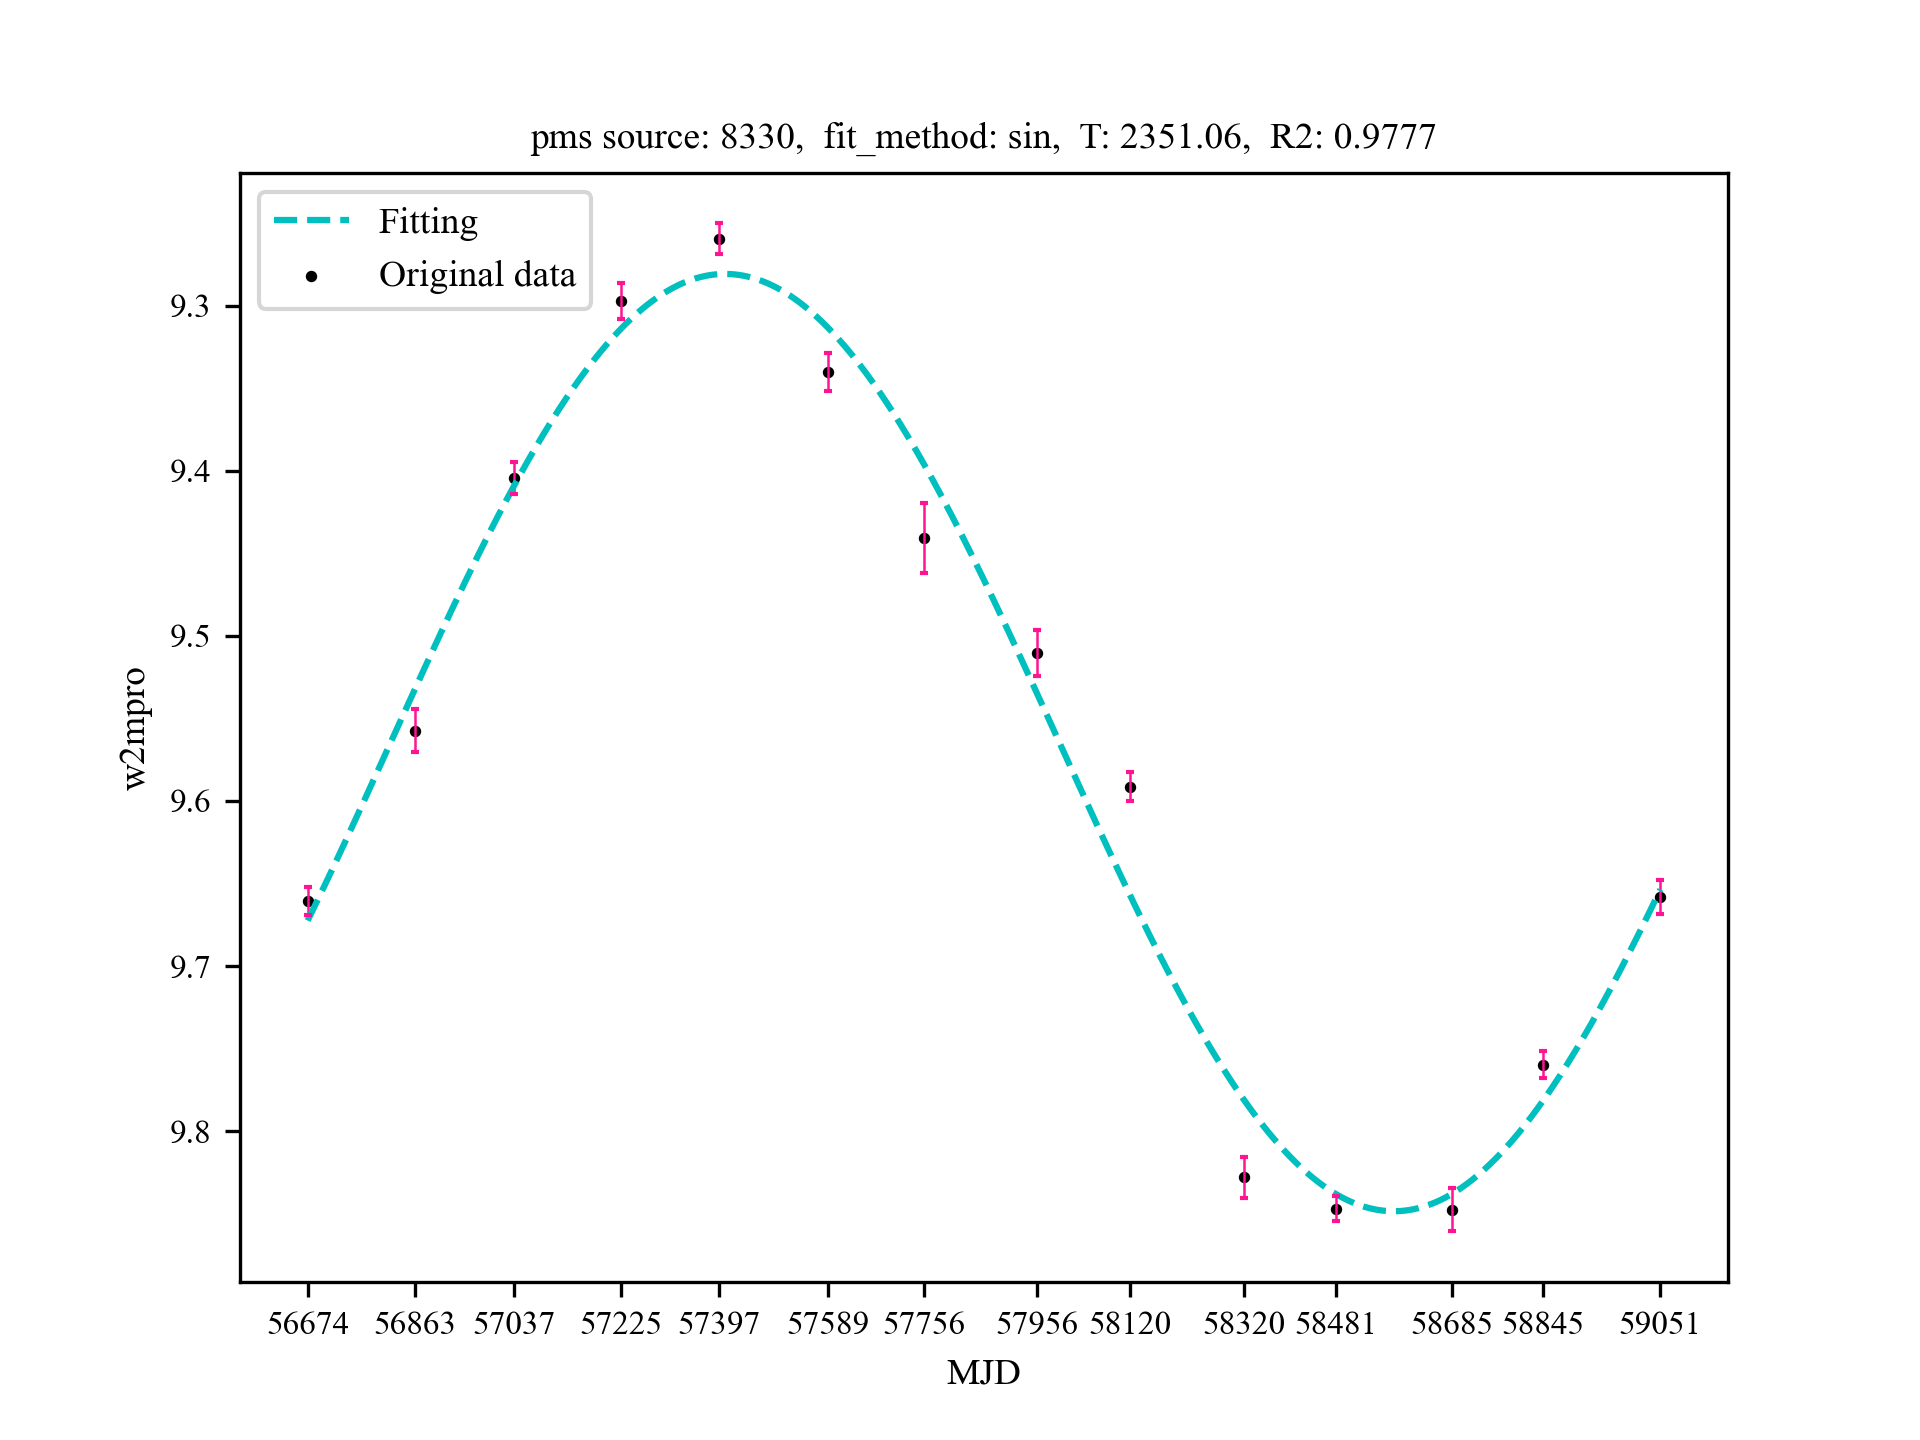 pms source: 8330, fit_method: sin, T: 2351.06, R2: 0.9777
Fitting
Original data
9.3
9.4
9.5
9.6
9.7
9.8
w2mpro
56674 56863 57037 57225 57397 57589 57756 57956 58120 58320 58481 58685 58845 59051
MJD